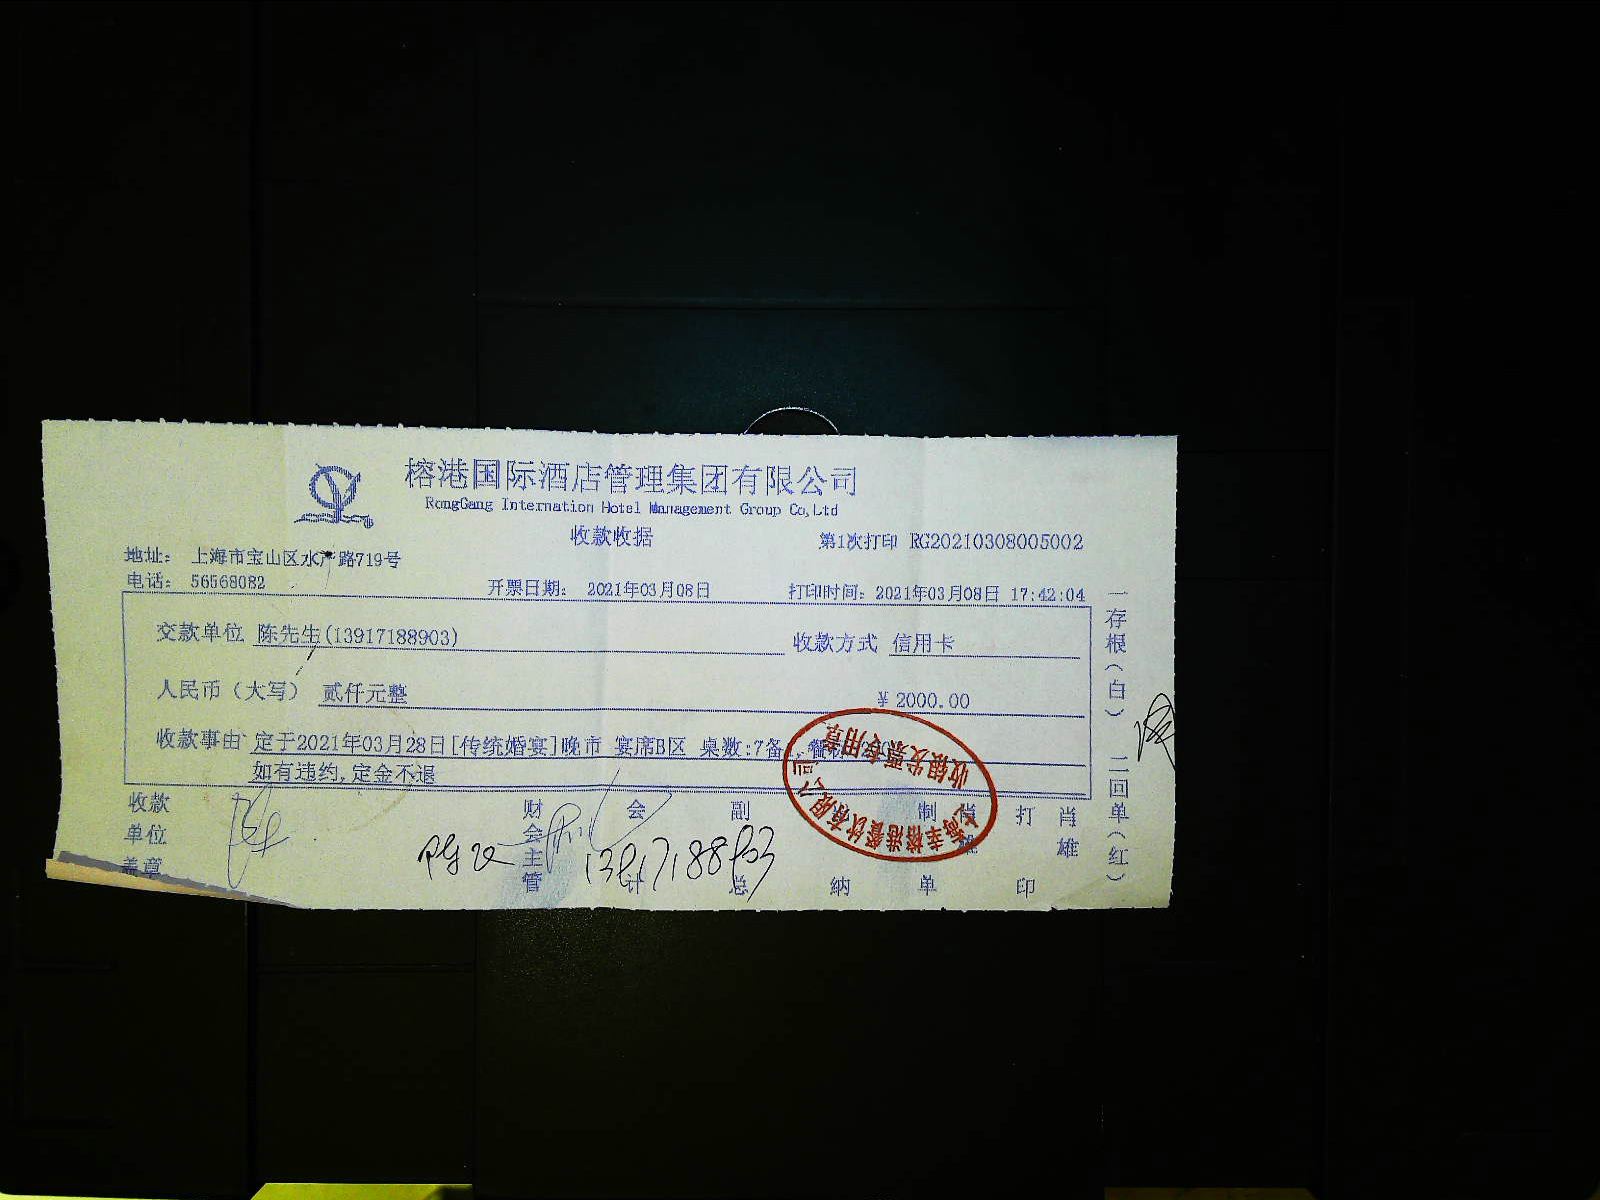 榕港国际酒店管理集团有限公司
RongGang Internation Hotel Management Group Co,Ltd
收款收据
第1次打印 RG20210308005002
地址： 上海市宝山区水产路719号
电话： 56568082
开票日期： 2021年03月08日
打印时间：2021年03月08日 17:42:04
交款单位 陈先生(13917188903)
收款方式 信用卡
人民币（大写） 贰仟元整
￥2000.00
收款事由 定于2021年03月28日[传统婚宴]晚市 宴席B区 桌数:7备
如有违约,定金不退
收款单位盖章
财会主管
会计
副总
纳
制单
肖雄
打印
肖雄
一存根(白) 二回单(红)
13917188903
收银发票专用章